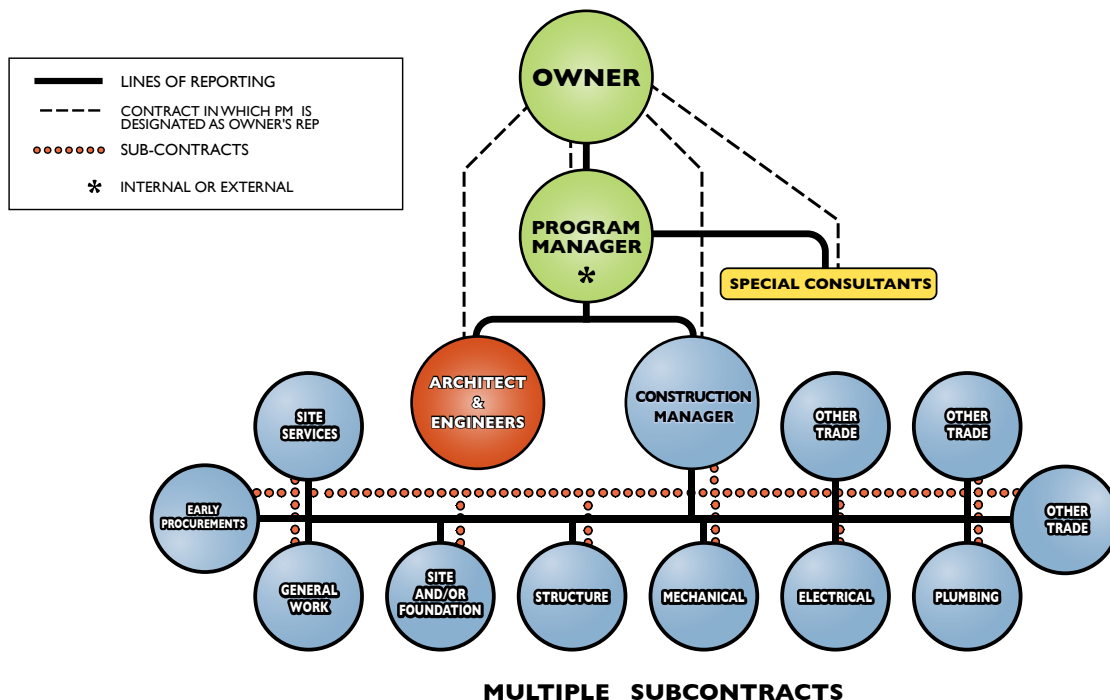 OWNER
LINES OF REPORTING
CONTRACT IN WHICH PM IS
DESIGNATED AS OWNER'S REP
SUB-CONTRACTS
* INTERNAL OR EXTERNAL
PROGRAM
MANAGER
*
SPECIAL CONSULTANTS
ARCHITECT
&
ENGINEERS
CONSTRUCTION
MANAGER
SITE
SERVICES
OTHER
TRADE
OTHER
TRADE
EARLY
PROCUREMENTS
OTHER
TRADE
GENERAL
WORK
SITE
AND/OR
FOUNDATION
STRUCTURE
MECHANICAL
ELECTRICAL
PLUMBING
MULTIPLE SUBCONTRACTS